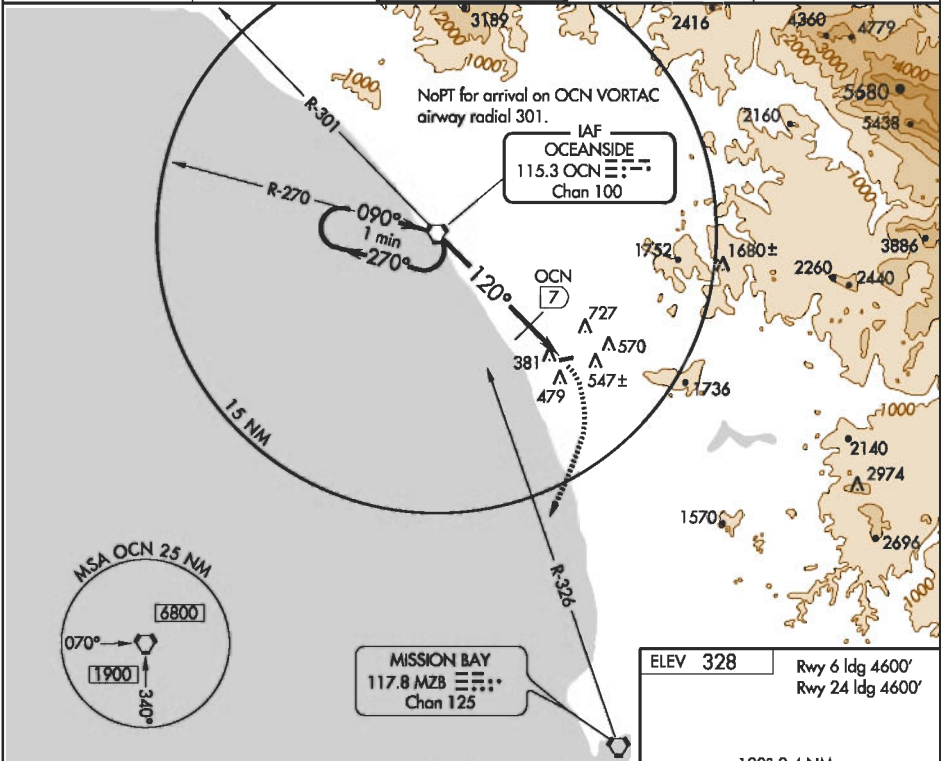 3189
2416
4360
4779
2000
2000
3000
4000
1000
1000
5680
NoPT for arrival on OCN VORTAC
airway radial 301.
R-301
2160
5438
IAF
OCEANSIDE
115.3 OCN
Chan 100
1000
R-270
090°
1 min
270°
1752
1680±
3886
120°
OCN
7
2260
2440
727
570
381
547±
479
1736
1000
15 NM
2140
2974
1570
2696
R-326
1000
MSA OCN 25 NM
6800
070°
1900
340°
MISSION BAY
117.8 MZB
Chan 125
ELEV 328
Rwy 6 ldg 4600'
Rwy 24 ldg 4600'